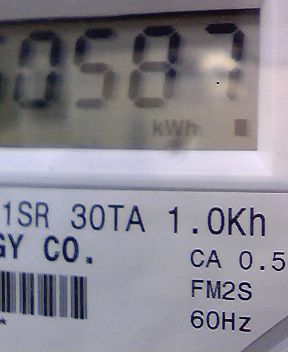 0587
kWh
1SR 30TA 1.0Kh
GY CO.
CA 0.5
FM2S
60Hz